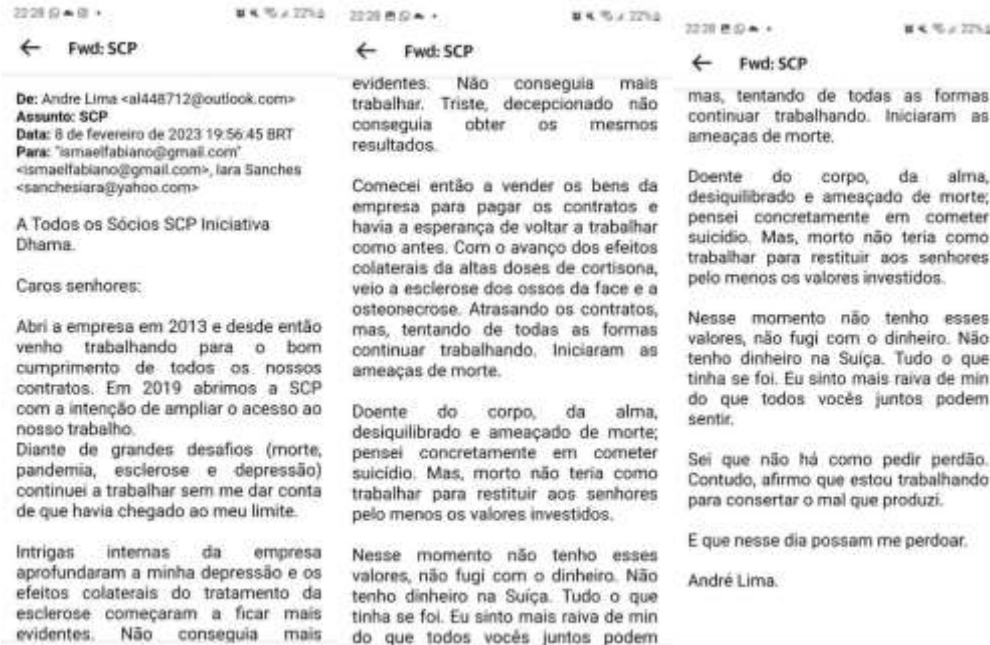 22:28
Fwd: SCP
De: Andre Lima <al448712@outlook.com>
Assunto: SCP
Data: 8 de fevereiro de 2023 19:56:45 BRT
Para: "ismaelfabiano@gmail.com"
<ismaelfabiano@gmail.com>, Iara Sanches
<sanchesiara@yahoo.com>
A Todos os Sócios SCP Iniciativa
Dhama.
Caros senhores:
Abri a empresa em 2013 e desde então
venho trabalhando para o bom
cumprimento de todos os nossos
contratos. Em 2019 abrimos a SCP
com a intenção de ampliar o acesso ao
nosso trabalho.
Diante de grandes desafios (morte,
pandemia, esclerose e depressão)
continuei a trabalhar sem me dar conta
de que havia chegado ao meu limite.
Intrigas internas da empresa
aprofundaram a minha depressão e os
efeitos colaterais do tratamento da
esclerose começaram a ficar mais
evidentes. Não conseguia mais
22:28
Fwd: SCP
evidentes. Não conseguia mais
trabalhar. Triste, decepcionado não
conseguia obter os mesmos
resultados.
Comecei então a vender os bens da
empresa para pagar os contratos e
havia a esperança de voltar a trabalhar
como antes. Com o avanço dos efeitos
colaterais da altas doses de cortisona,
veio a esclerose dos ossos da face e a
osteonecrose. Atrasando os contratos,
mas, tentando de todas as formas
continuar trabalhando. Iniciaram as
ameaças de morte.
Doente do corpo, da alma,
desiquilibrado e ameaçado de morte;
pensei concretamente em cometer
suicídio. Mas, morto não teria como
trabalhar para restituir aos senhores
pelo menos os valores investidos.
Nesse momento não tenho esses
valores, não fugi com o dinheiro. Não
tenho dinheiro na Suíça. Tudo o que
tinha se foi. Eu sinto mais raiva de min
do que todos vocês juntos podem
22:28
Fwd: SCP
mas, tentando de todas as formas
continuar trabalhando. Iniciaram as
ameaças de morte.
Doente do corpo, da alma,
desiquilibrado e ameaçado de morte;
pensei concretamente em cometer
suicídio. Mas, morto não teria como
trabalhar para restituir aos senhores
pelo menos os valores investidos.
Nesse momento não tenho esses
valores, não fugi com o dinheiro. Não
tenho dinheiro na Suíça. Tudo o que
tinha se foi. Eu sinto mais raiva de min
do que todos vocês juntos podem
sentir.
Sei que não há como pedir perdão.
Contudo, afirmo que estou trabalhando
para consertar o mal que produzi.
E que nesse dia possam me perdoar.
André Lima.